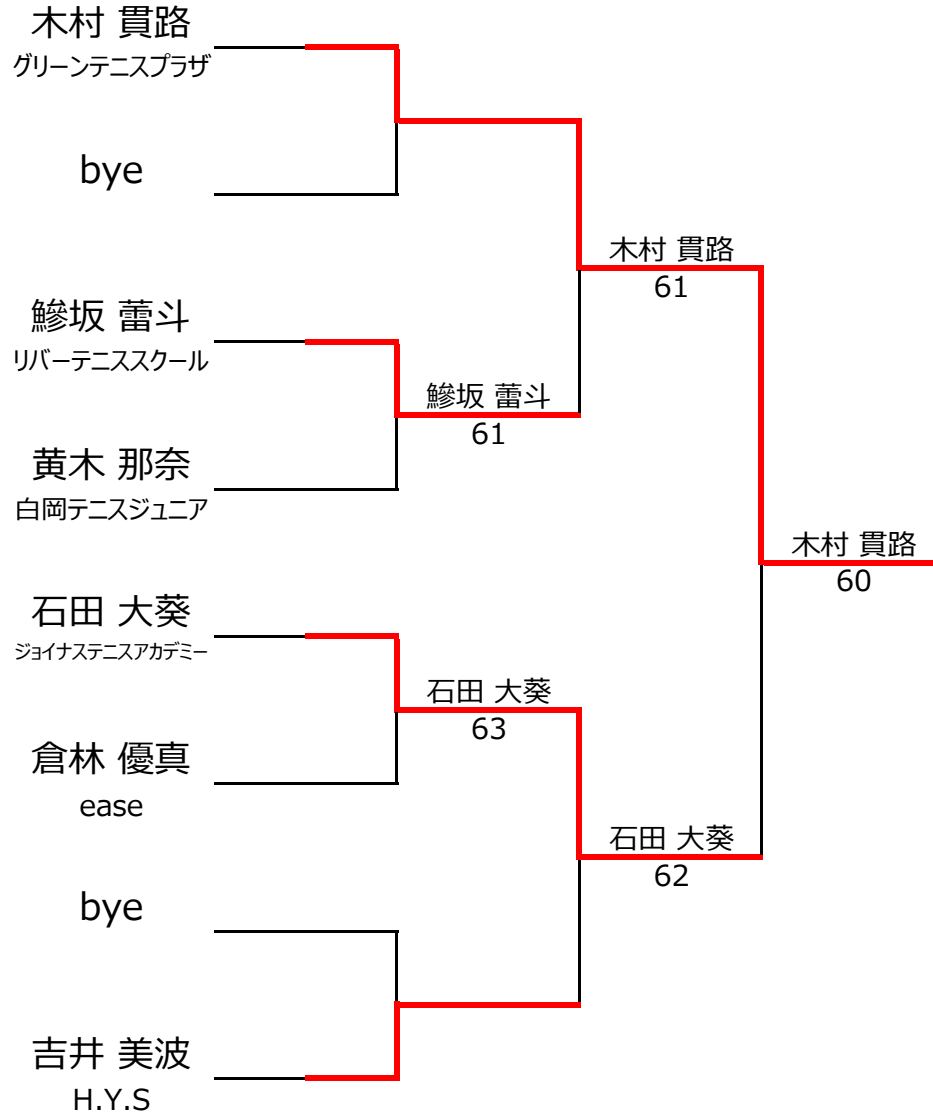 木村 貫路
グリーンテニスプラザ
bye
木村 貫路
61
鰺坂 蕾斗
リバーテニススクール
鰺坂 蕾斗
61
黄木 那奈
白岡テニスジュニア
木村 貫路
60
石田 大葵
ジョイナステニスアカデミー
石田 大葵
63
倉林 優真
ease
石田 大葵
62
bye
吉井 美波
H.Y.S